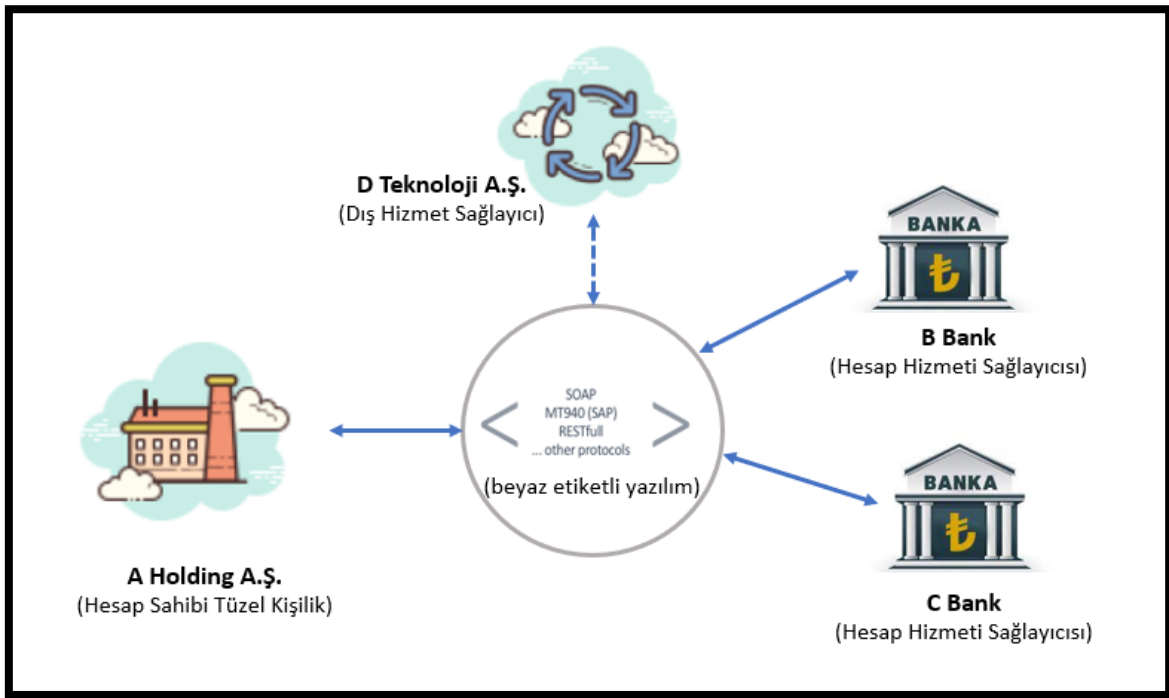 D Teknoloji A.Ş.
(Dış Hizmet Sağlayıcı)
BANKA
₺
B Bank
(Hesap Hizmeti Sağlayıcısı)
SOAP
MT940 (SAP)
RESTfull
... other protocols
< >
(beyaz etiketli yazılım)
BANKA
₺
A Holding A.Ş.
(Hesap Sahibi Tüzel Kişilik)
C Bank
(Hesap Hizmeti Sağlayıcısı)